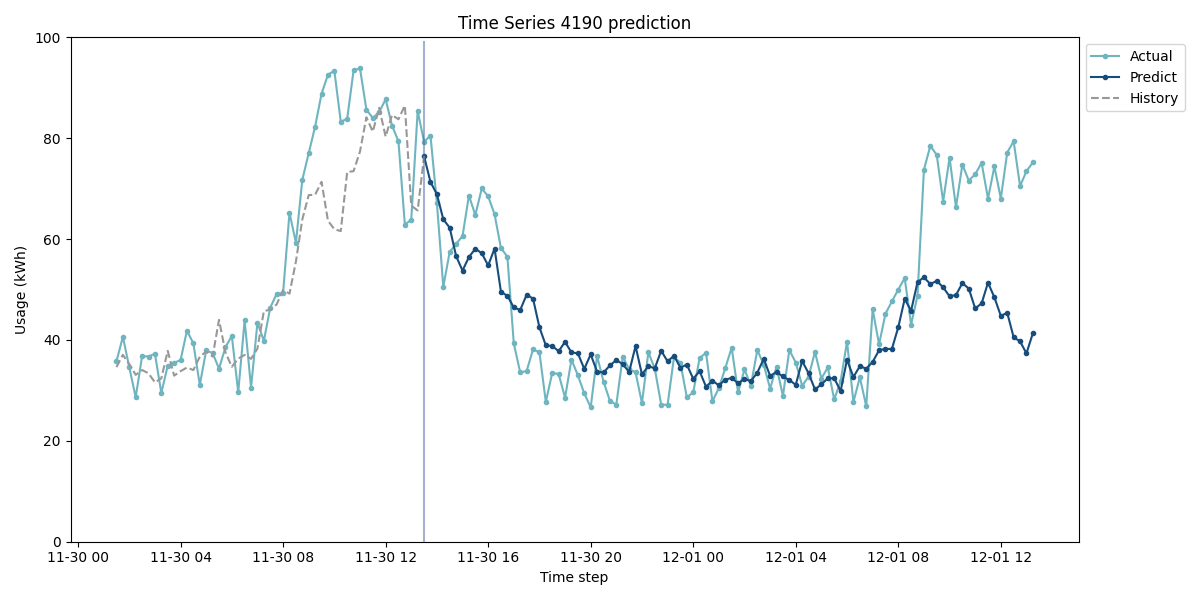 Time Series 4190 prediction
Usage (kWh)
100
80
60
40
20
0
11-30 00
11-30 04
11-30 08
11-30 12
11-30 16
11-30 20
12-01 00
12-01 04
12-01 08
12-01 12
Time step
Actual
Predict
History